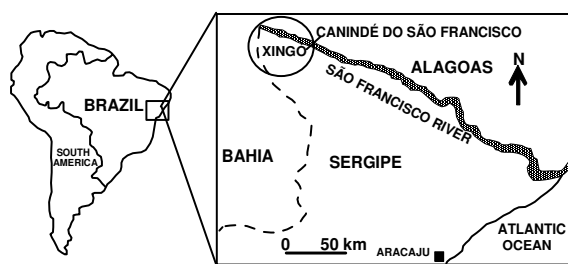 BRAZIL
SOUTH
AMERICA
CANINDÉ DO SÃO FRANCISCO
XINGÓ
ALAGOAS
N
SÃO FRANCISCO RIVER
BAHIA
SERGIPE
0 50 km
ARACAJU
ATLANTIC
OCEAN